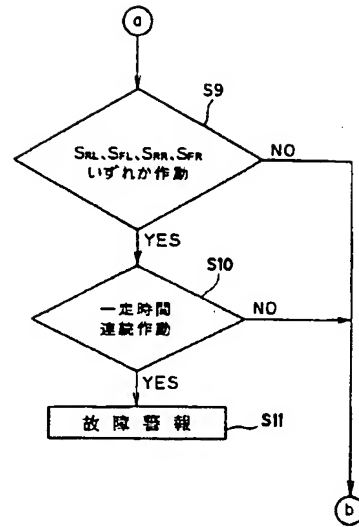 a
S9
SRL、SFL、SRR、SFR
いずれか作動
NO
YES
S10
一定時間
連続作動
NO
YES
故障警報
S11
b